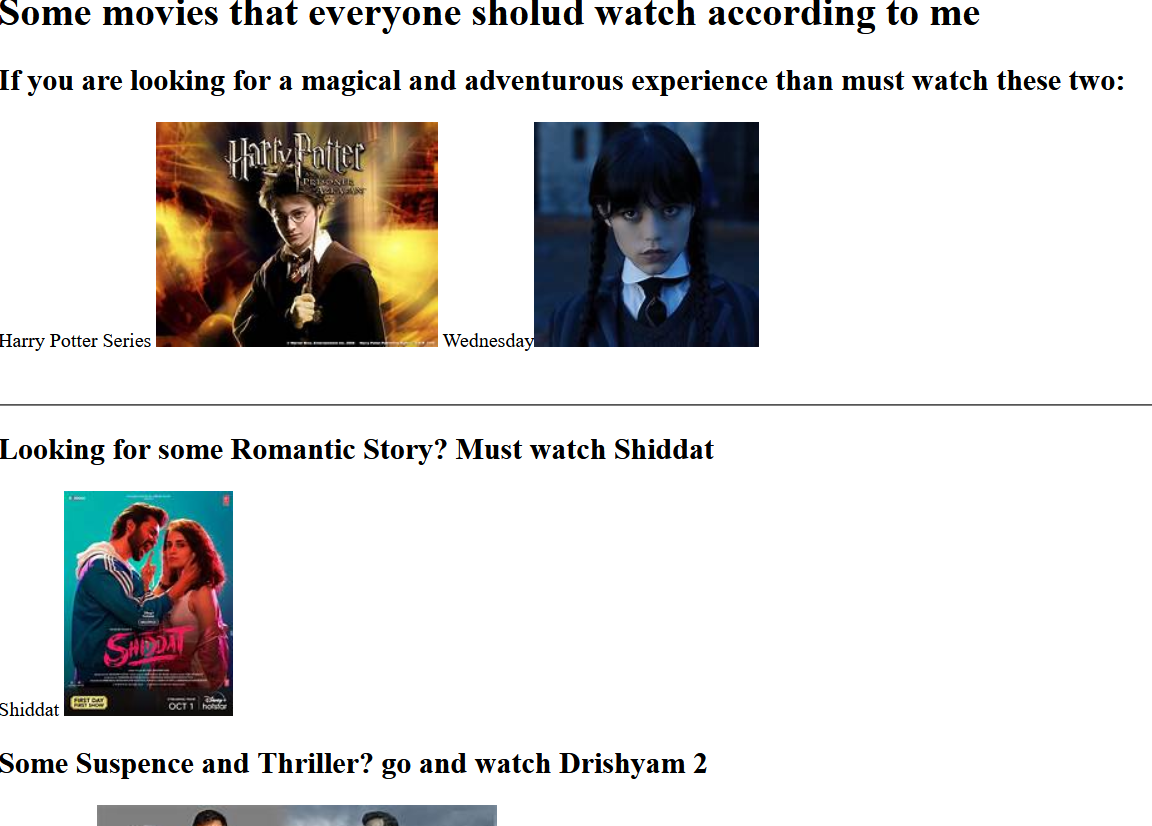 Some movies that everyone sholud watch according to me
If you are looking for a magical and adventurous experience than must watch these two:
Harry Potter
PRISONER
AZKABAN
Harry Potter Series
Wednesday
Looking for some Romantic Story? Must watch Shiddat
SHIDDAT
FIRST DAY
FIRST SHOW
OCT 1
Disney+
hotstar
Shiddat
Some Suspence and Thriller? go and watch Drishyam 2